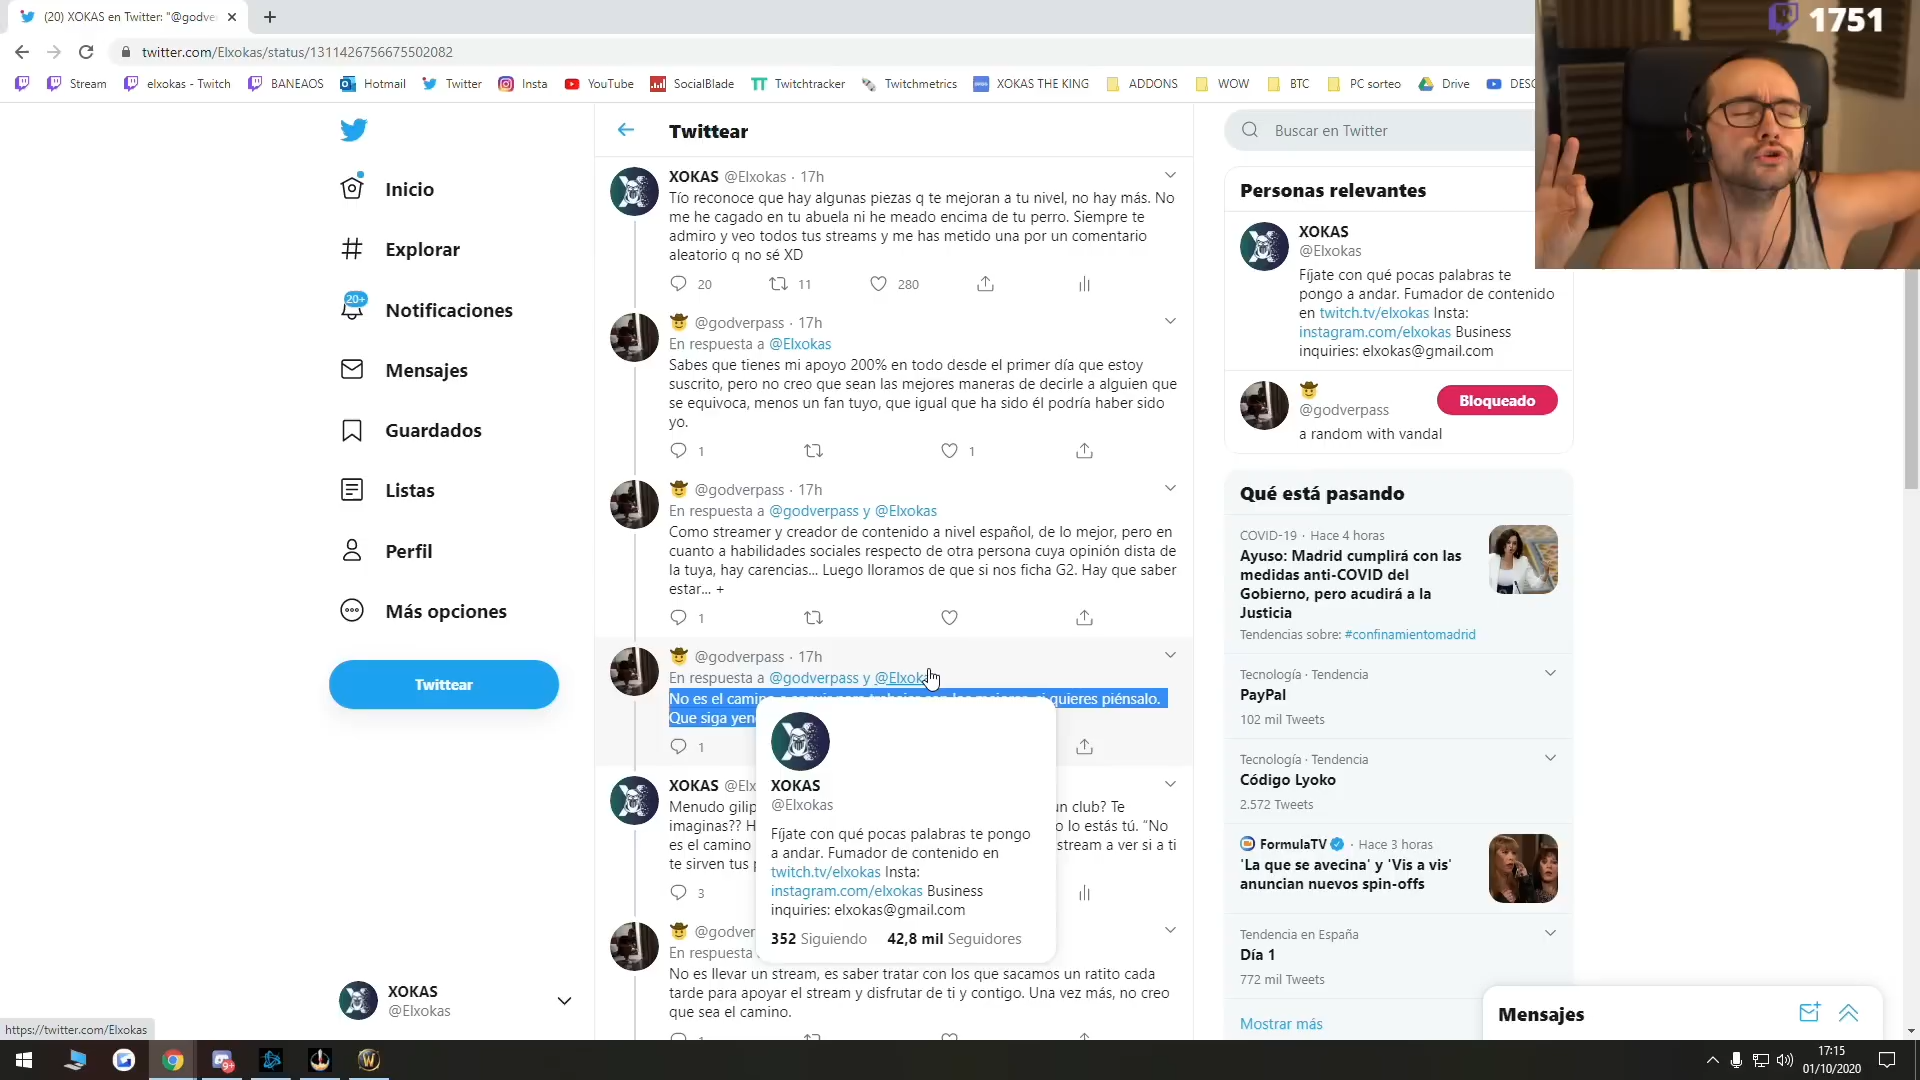 (20) XOKAS en Twitter: "@godve
twitter.com/Elxokas/status/1311426756675502082
Stream
elxokas - Twitch
BANEAOS
Hotmail
Twitter
Insta
YouTube
SocialBlade
Twitchtracker
Twitchmetrics
XOKAS THE KING
ADDONS
WOW
BTC
PC sorteo
Drive
1751
Inicio
Explorar
20+
Notificaciones
Mensajes
Guardados
Listas
Perfil
Más opciones
Twittear
XOKAS
@Elxokas
https://twitter.com/Elxokas
Twittear
XOKAS @Elxokas · 17h
Tío reconoce que hay algunas piezas q te mejoran a tu nivel, no hay más. No
me he cagado en tu abuela ni he meado encima de tu perro. Siempre te
admiro y veo todos tus streams y me has metido una por un comentario
aleatorio q no sé XD
20 11 280
@godverpass · 17h
En respuesta a @Elxokas
Sabes que tienes mi apoyo 200% en todo desde el primer día que estoy
suscrito, pero no creo que sean las mejores maneras de decirle a alguien que
se equivoca, menos un fan tuyo, que igual que ha sido él podría haber sido
yo.
1 1
@godverpass · 17h
En respuesta a @godverpass y @Elxokas
Como streamer y creador de contenido a nivel español, de lo mejor, pero en
cuanto a habilidades sociales respecto de otra persona cuya opinión dista de
la tuya, hay carencias... Luego lloramos de que si nos ficha G2. Hay que saber
estar... +
1
@godverpass · 17h
En respuesta a @godverpass y @Elxok
No es el camino quieres piénsalo.
Que siga yen
1
XOKAS @Elx
Menudo gilip un club? Te
imaginas?? H o lo estás tú. “No
es el camino stream a ver si a ti
te sirven tus
3
XOKAS
@Elxokas
Fíjate con qué pocas palabras te pongo
a andar. Fumador de contenido en
twitch.tv/elxokas Insta:
instagram.com/elxokas Business
inquiries: elxokas@gmail.com
352 Siguiendo 42,8 mil Seguidores
@godver
En respuesta
No es llevar un stream, es saber tratar con los que sacamos un ratito cada
tarde para apoyar el stream y disfrutar de ti y contigo. Una vez más, no creo
que sea el camino.
Buscar en Twitter
Personas relevantes
XOKAS
@Elxokas
Fíjate con qué pocas palabras te
pongo a andar. Fumador de contenido
en twitch.tv/elxokas Insta:
instagram.com/elxokas Business
inquiries: elxokas@gmail.com
@godverpass
Bloqueado
a random with vandal
Qué está pasando
COVID-19 · Hace 4 horas
Ayuso: Madrid cumplirá con las
medidas anti-COVID del
Gobierno, pero acudirá a la
Justicia
Tendencias sobre: #confinamientomadrid
Tecnología · Tendencia
PayPal
102 mil Tweets
Tecnología · Tendencia
Código Lyoko
2.572 Tweets
FormulaTV · Hace 3 horas
'La que se avecina' y 'Vis a vis'
anuncian nuevos spin-offs
Tendencia en España
Día 1
772 mil Tweets
Mostrar más
Mensajes
9+
17:15
01/10/2020